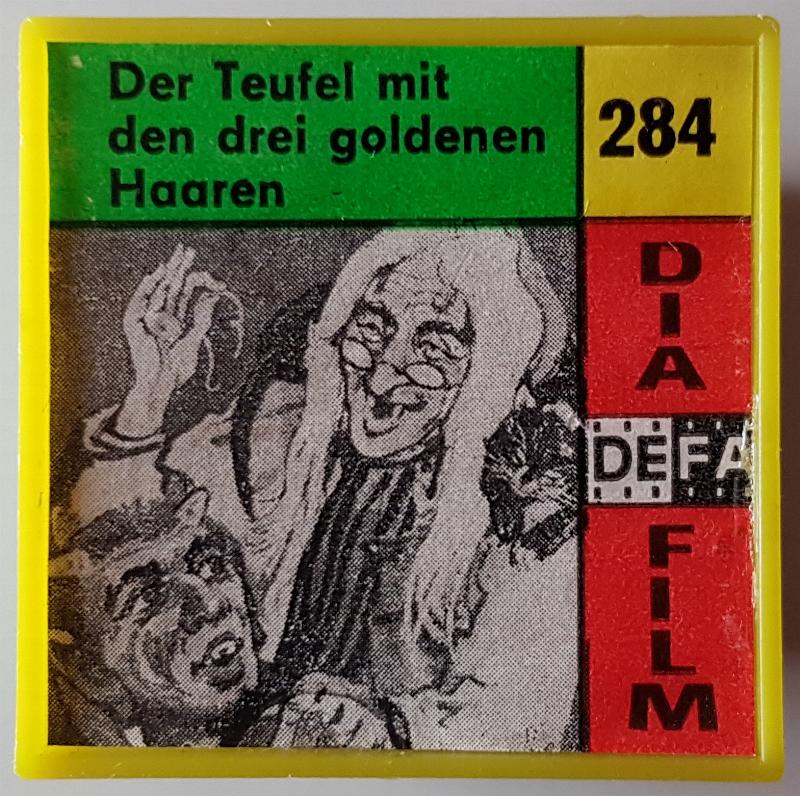 Der Teufel mit
den drei goldenen
Haaren
284
DIA
DEFA
FILM